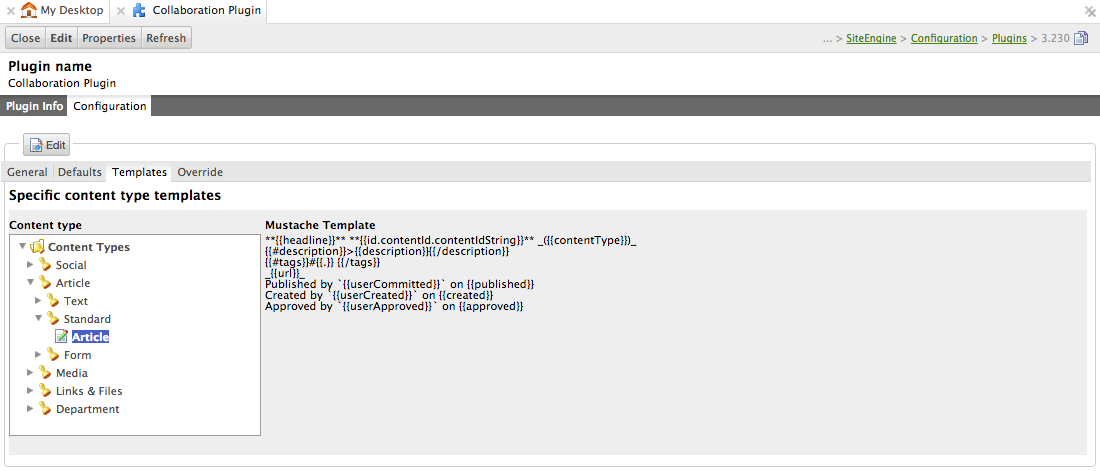 My Desktop Collaboration Plugin
Close Edit Properties Refresh ... > SiteEngine > Configuration > Plugins > 3.230
Plugin name
Collaboration Plugin
Plugin Info Configuration
Edit
General Defaults Templates Override
Specific content type templates
Content type
Content Types
Social
Article
Text
Standard
Article
Form
Media
Links & Files
Department
Mustache Template
**{{headline}}** **{{id.contentId.contentIdString}}** _({{contentType}})_
{{#description}}>{{description}}{{/description}}
{{#tags}}#{{.}} {{/tags}}
_{{url}}_
Published by `{{userCommitted}}` on {{published}}
Created by `{{userCreated}}` on {{created}}
Approved by `{{userApproved}}` on {{approved}}